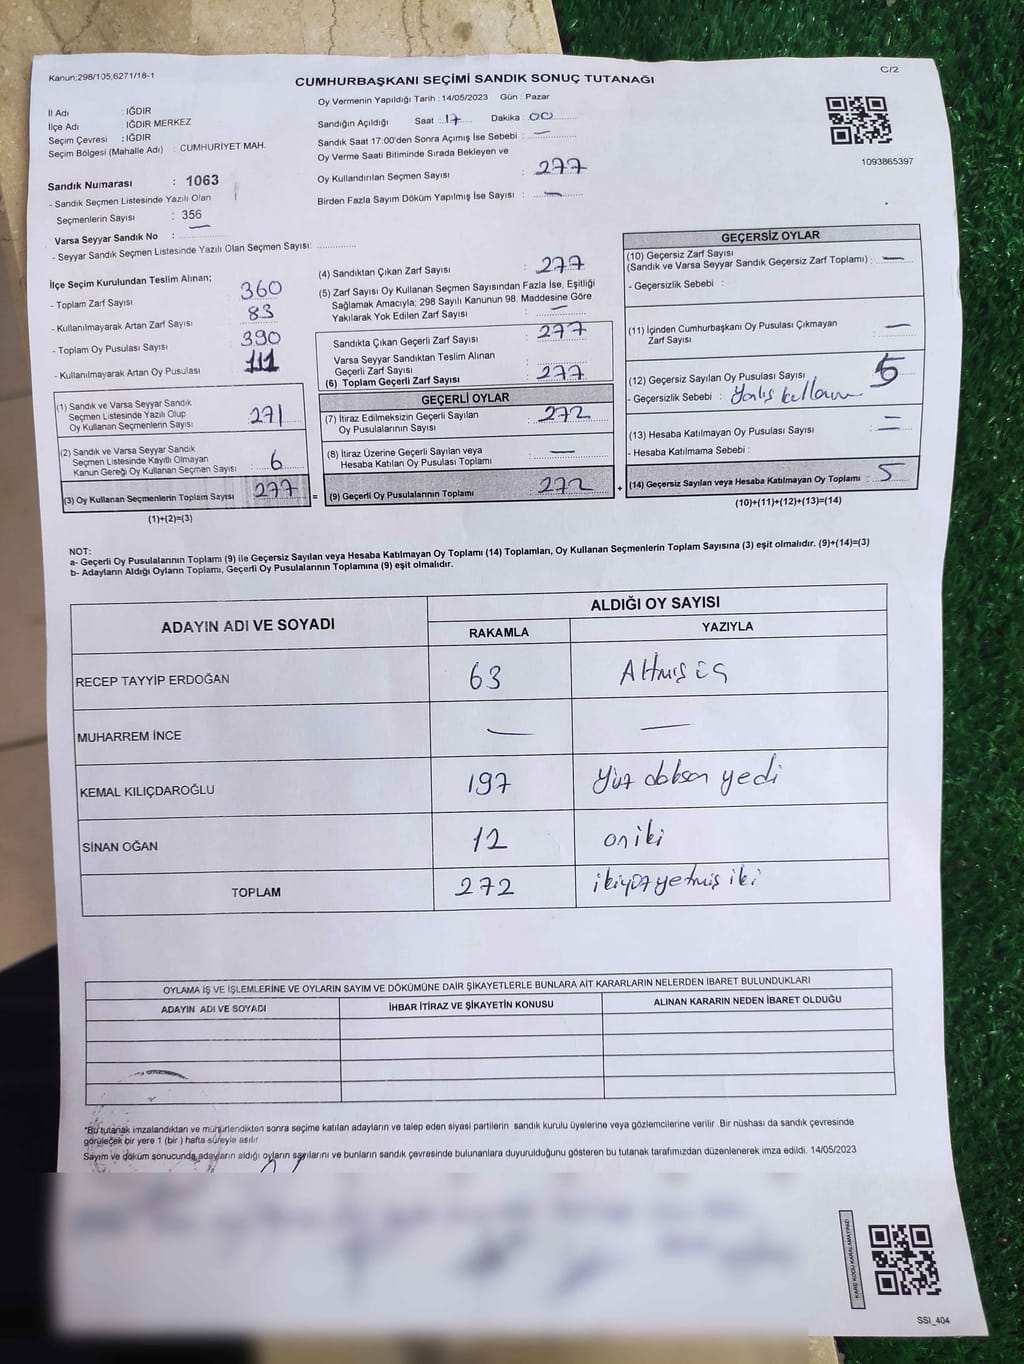 Kanun;298/105;6271/18-1
C/2
CUMHURBAŞKANI SEÇİMİ SANDIK SONUÇ TUTANAĞI
Oy Vermenin Yapıldığı Tarih : 14/05/2023 Gün : Pazar
İl Adı : IĞDIR
İlçe Adı : IĞDIR MERKEZ
Seçim Çevresi : IĞDIR
Seçim Bölgesi (Mahalle Adı) : CUMHURİYET MAH.
Sandık Numarası : 1063
- Sandık Seçmen Listesinde Yazılı Olan
Seçmenlerin Sayısı : 356
Varsa Seyyar Sandık No : —
- Seyyar Sandık Seçmen Listesinde Yazılı Olan Seçmen Sayısı: ..............
Sandığın Açıldığı Saat : 17 Dakika : 00
Sandık Saat 17:00'den Sonra Açımış İse Sebebi : —
Oy Verme Saati Bitiminde Sırada Bekleyen ve
Oy Kullandırılan Seçmen Sayısı : 277
Birden Fazla Sayım Döküm Yapılmış İse Sayısı : —
1093865397
İlçe Seçim Kurulundan Teslim Alınan;
- Toplam Zarf Sayısı 360
- Kullanılmayarak Artan Zarf Sayısı 83
- Toplam Oy Pusulası Sayısı 390
- Kullanılmayarak Artan Oy Pusulası 111
(1) Sandık ve Varsa Seyyar Sandık
Seçmen Listesinde Yazılı Olup
Oy Kullanan Seçmenlerin Sayısı : 271
(2) Sandık ve Varsa Seyyar Sandık
Seçmen Listesinde Kayıtlı Olmayan
Kanun Gereği Oy Kullanan Seçmen Sayısı : 6
(3) Oy Kullanan Seçmenlerin Toplam Sayısı : 277
(1)+(2)=(3)
(4) Sandıktan Çıkan Zarf Sayısı : 277
(5) Zarf Sayısı Oy Kullanan Seçmen Sayısından Fazla İse, Eşitliği
Sağlamak Amacıyla; 298 Sayılı Kanunun 98. Maddesine Göre
Yakılarak Yok Edilen Zarf Sayısı : —
Sandıkta Çıkan Geçerli Zarf Sayısı : 277
Varsa Seyyar Sandıktan Teslim Alınan
Geçerli Zarf Sayısı :
(6) Toplam Geçerli Zarf Sayısı : 277
GEÇERLİ OYLAR
(7) İtiraz Edilmeksizin Geçerli Sayılan
Oy Pusulalarının Sayısı : 272
(8) İtiraz Üzerine Geçerli Sayılan veya
Hesaba Katılan Oy Pusulası Toplamı : —
= (9) Geçerli Oy Pusulalarının Toplamı : 272 +
GEÇERSİZ OYLAR
(10) Geçersiz Zarf Sayısı
(Sandık ve Varsa Seyyar Sandık Geçersiz Zarf Toplamı) : —
- Geçersizlik Sebebi :
(11) İçinden Cumhurbaşkanı Oy Pusulası Çıkmayan
Zarf Sayısı : —
(12) Geçersiz Sayılan Oy Pusulası Sayısı : 5
- Geçersizlik Sebebi :
(13) Hesaba Katılmayan Oy Pusulası Sayısı : —
- Hesaba Katılmama Sebebi : —
(14) Geçersiz Sayılan veya Hesaba Katılmayan Oy Toplamı : 5
(10)+(11)+(12)+(13)=(14)
NOT:
a- Geçerli Oy Pusulalarının Toplamı (9) ile Geçersiz Sayılan veya Hesaba Katılmayan Oy Toplamı (14) Toplamları, Oy Kullanan Seçmenlerin Toplam Sayısına (3) eşit olmalıdır. (9)+(14)=(3)
b- Adayların Aldığı Oyların Toplamı, Geçerli Oy Pusulalarının Toplamına (9) eşit olmalıdır.
ADAYIN ADI VE SOYADI ALDIĞI OY SAYISI
RAKAMLA YAZIYLA
RECEP TAYYİP ERDOĞAN 63 Altmış üç
MUHARREM İNCE — —
KEMAL KILIÇDAROĞLU 197 Yüz doksan yedi
SİNAN OĞAN 12 on iki
TOPLAM 272 ikiyüz yetmiş iki
OYLAMA İŞ VE İŞLEMLERİNE VE OYLARIN SAYIM VE DÖKÜMÜNE DAİR ŞİKAYETLERLE BUNLARA AİT KARARLARIN NELERDEN İBARET BULUNDUKLARI
ADAYIN ADI VE SOYADI İHBAR İTİRAZ VE ŞİKAYETİN KONUSU ALINAN KARARIN NEDEN İBARET OLDUĞU
*Bu tutanak imzalandıktan ve mühürlendikten sonra seçime katılan adayların ve talep eden siyasi partilerin sandık kurulu üyelerine veya gözlemcilerine verilir .Bir nüshası da sandık çevresinde
görülecek bir yere 1 (bir ) hafta süreyle asılır
Sayım ve döküm sonucunda adayların aldığı oyların sayılarını ve bunların sandık çevresinde bulunanlara duyurulduğunu gösteren bu tutanak tarafımızdan düzenlenerek imza edildi. 14/05/2023
KARE KODU KARALAMAYINIZ!
SSI_404